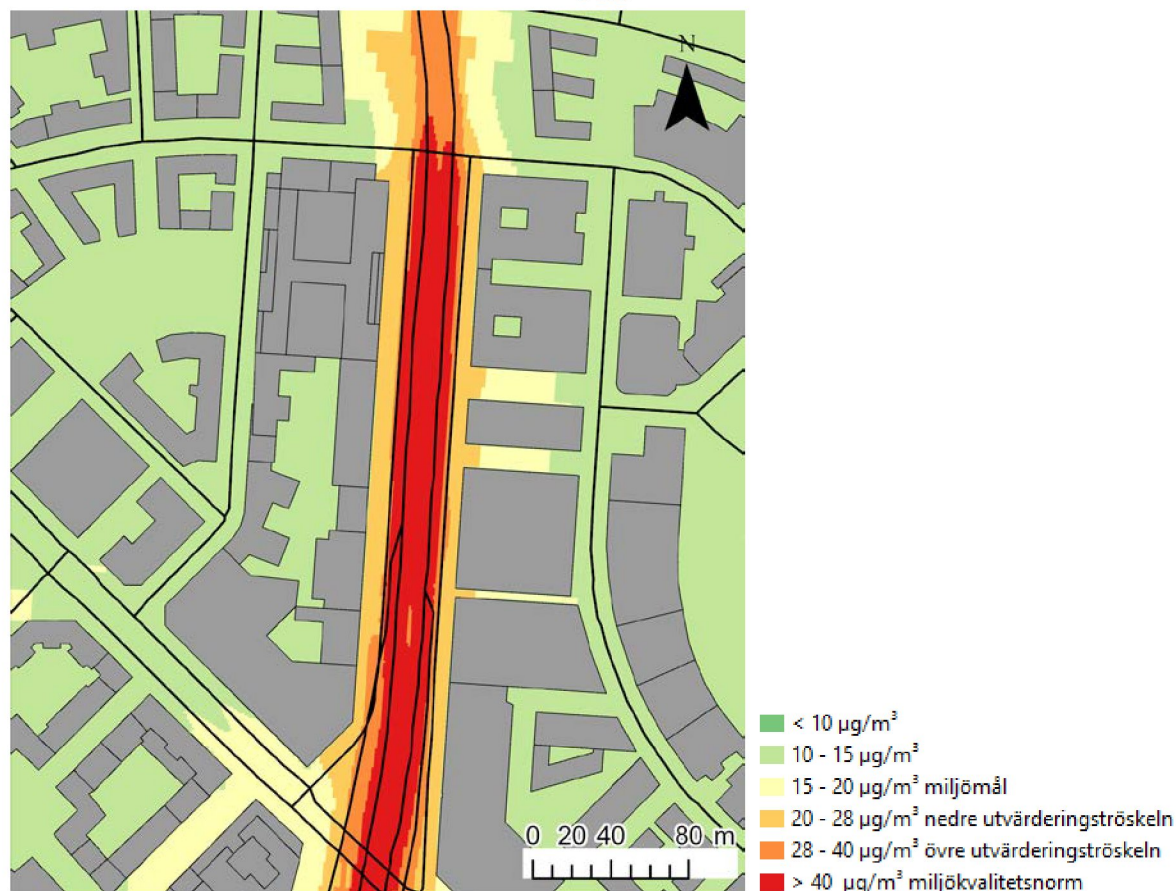 N
0 20 40 80 m
< 10 µg/m³
10 - 15 µg/m³
15 - 20 µg/m³ miljömål
20 - 28 µg/m³ nedre utvärderingströskeln
28 - 40 µg/m³ övre utvärderingströskeln
> 40 µg/m³ miljökvalitetsnorm